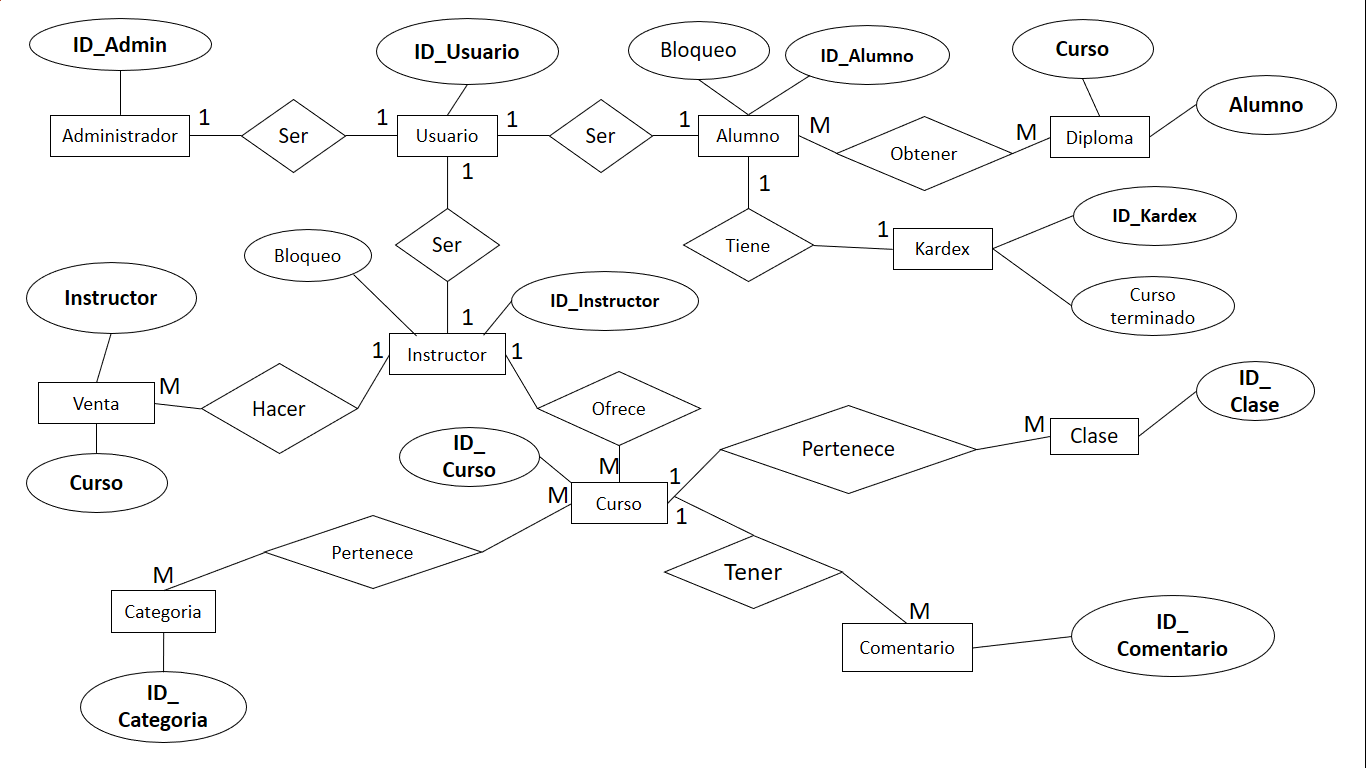 ID_Admin
ID_Usuario
Bloqueo
ID_Alumno
Curso
Alumno
Administrador
1
Ser
1
Usuario
1
Ser
1
Alumno
M
Obtener
M
Diploma
1
1
Tiene
1
Kardex
ID_Kardex
Curso
terminado
Ser
Bloqueo
ID_Instructor
Instructor
1
1
Instructor
1
Venta
M
Hacer
Ofrece
Curso
ID_
Curso
M
M
Curso
1
1
Pertenece
M
Clase
ID_
Clase
Pertenece
M
Categoria
ID_
Categoria
Tener
M
Comentario
ID_
Comentario